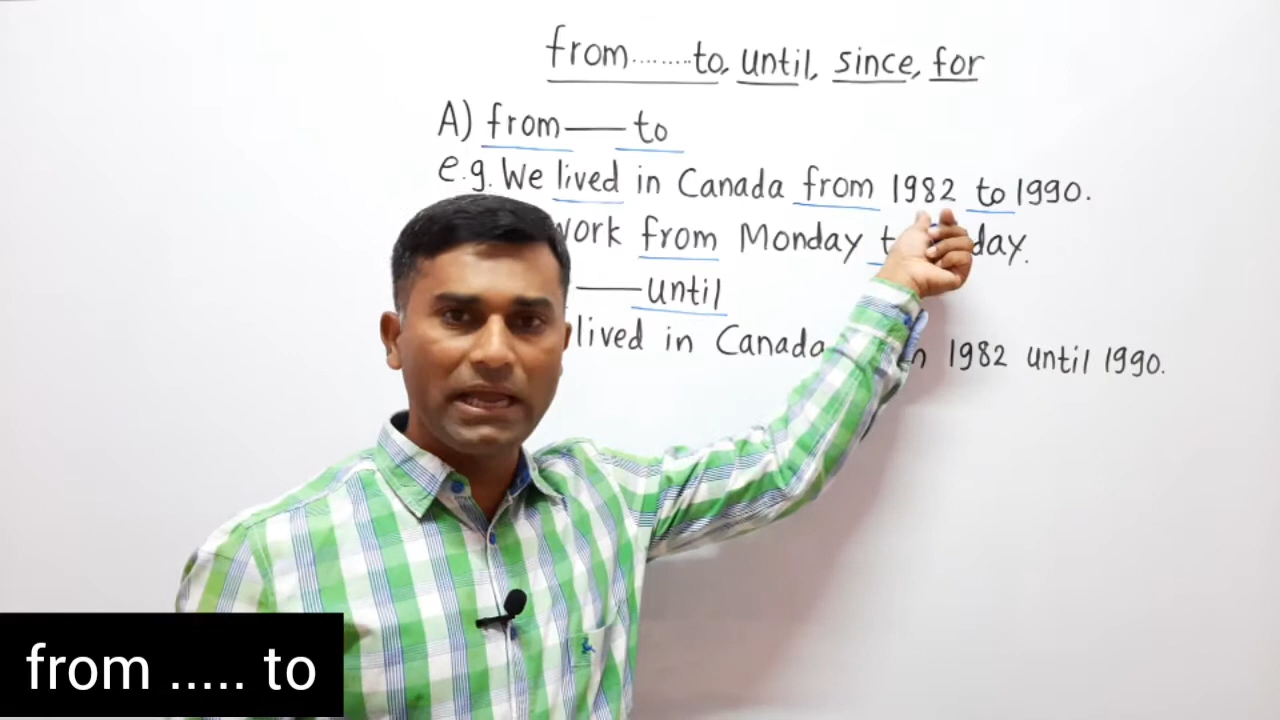 from........to, until, since, for
A) from——to
e.g. We lived in Canada from 1982 to 1990.
work from Monday day.
——until
lived in Canada 1982 until 1990.
from ..... to